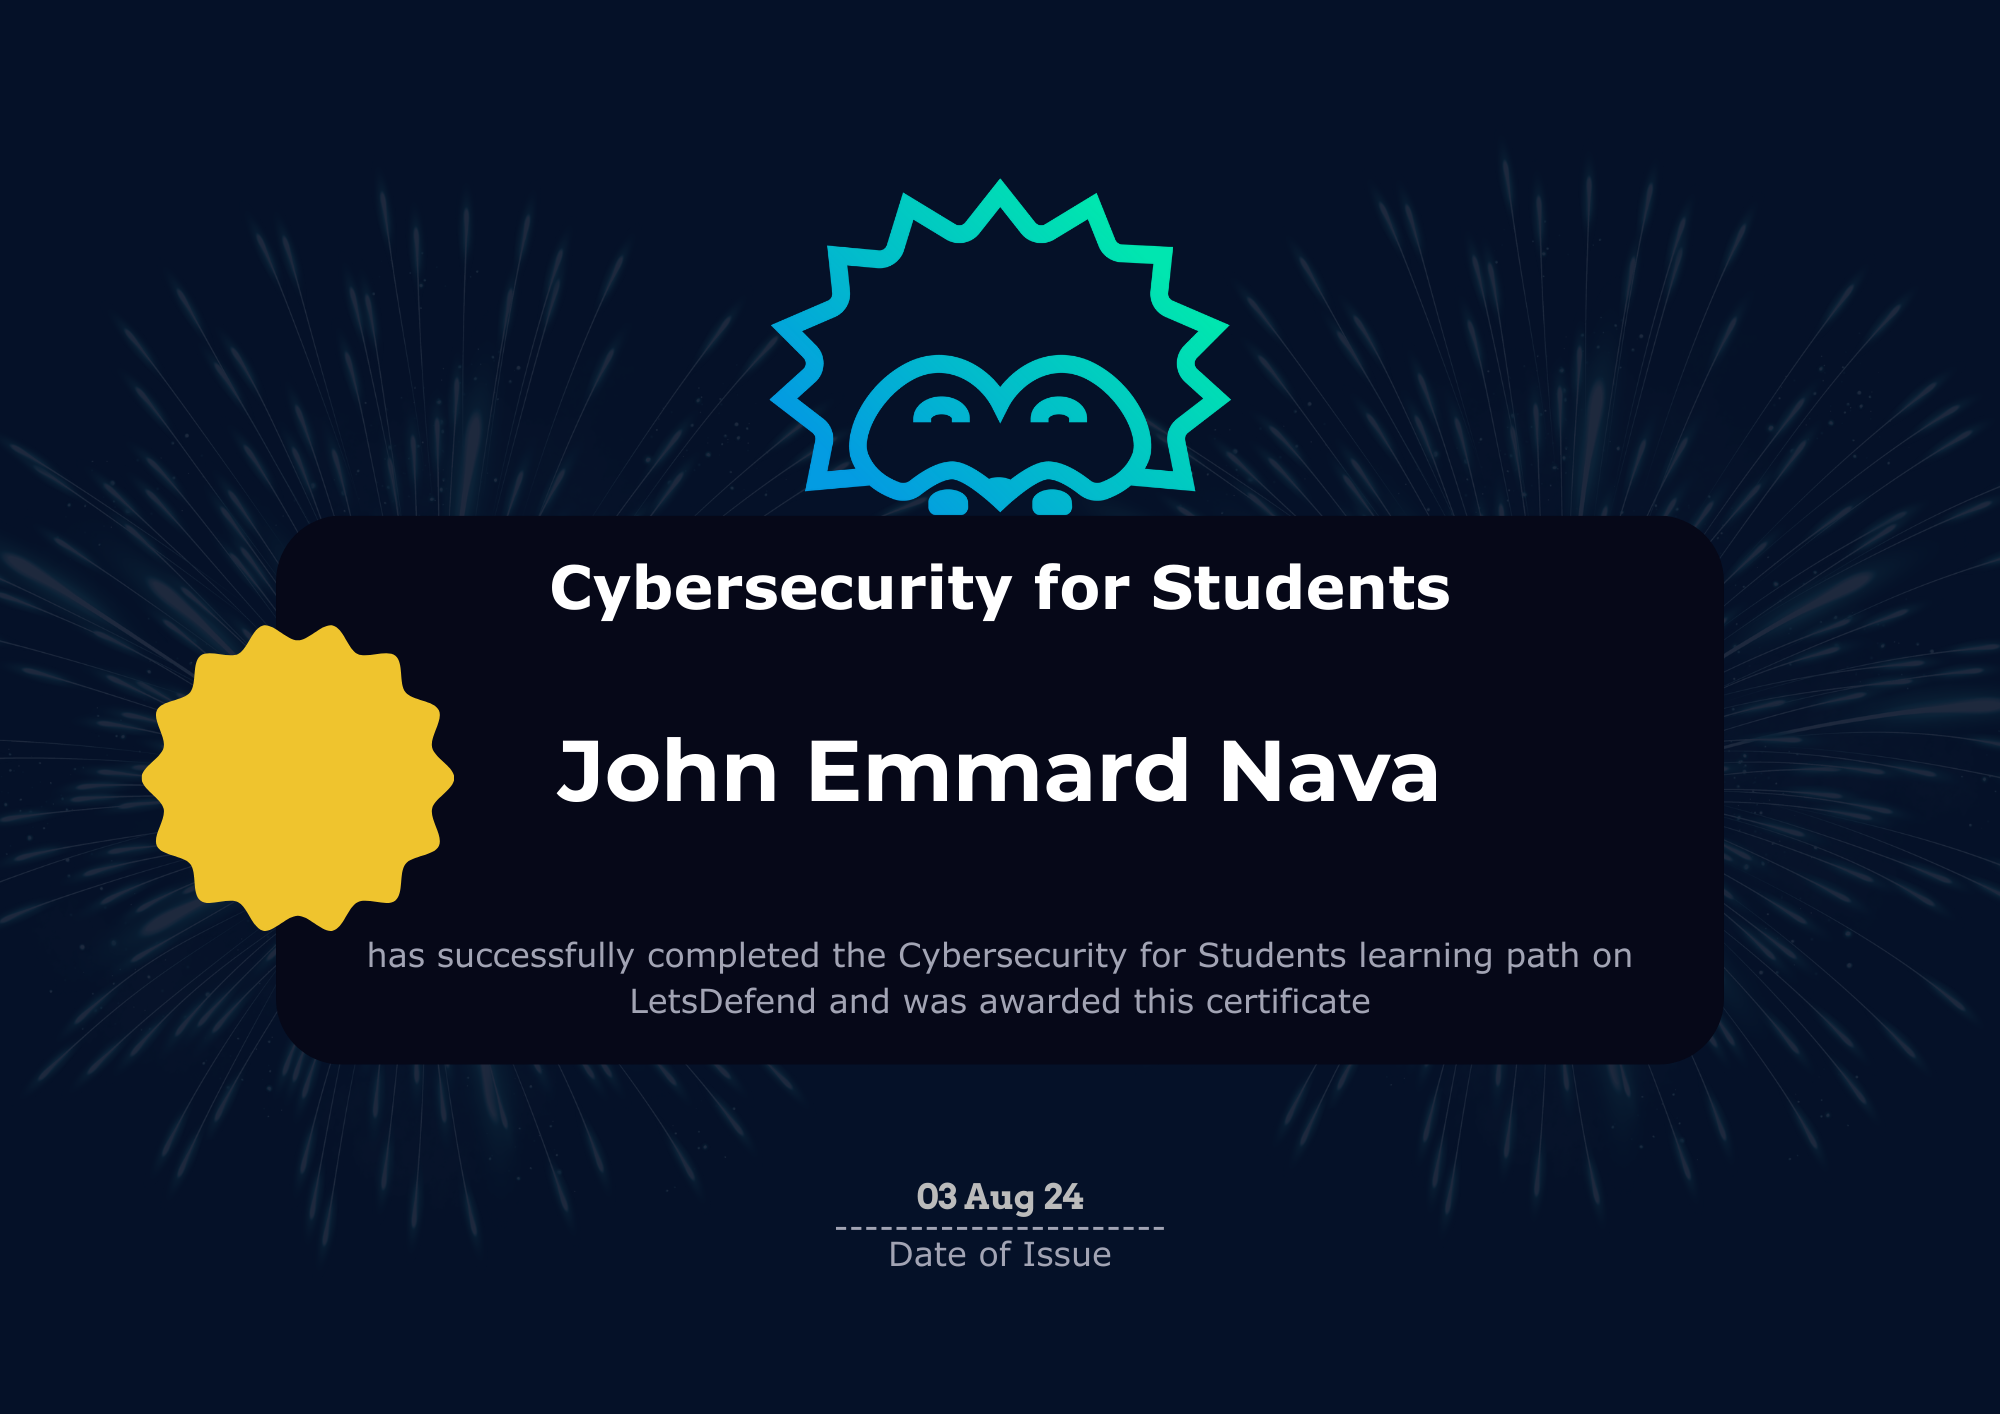 Cybersecurity for Students
John Emmard Nava
has successfully completed the Cybersecurity for Students learning path on
LetsDefend and was awarded this certificate
03 Aug 24
----------------------
Date of Issue